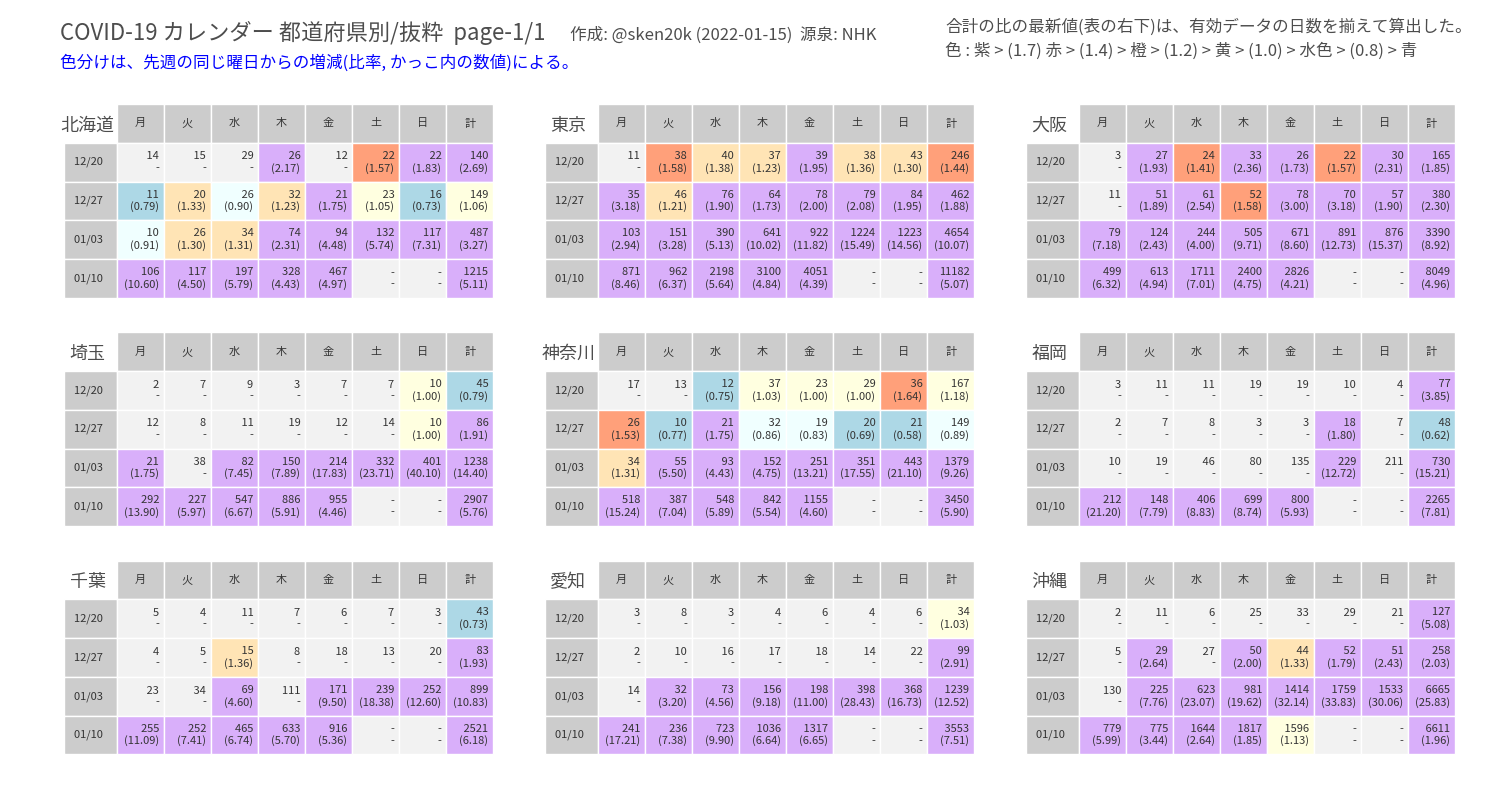 COVID-19 カレンダー 都道府県別/抜粋 page-1/1 作成: @sken20k (2022-01-15) 源泉: NHK
色分けは、先週の同じ曜日からの増減(比率, かっこ内の数値)による。
合計の比の最新値(表の右下)は、有効データの日数を揃えて算出した。
色 : 紫 > (1.7) 赤 > (1.4) 橙 > (1.2) > 黄 > (1.0) > 水色 > (0.8) > 青
北海道 月 火 水 木 金 土 日 計
12/20 14 15 29 26 12 22 22 140
- - - (2.17) - (1.57) (1.83) (2.69)
12/27 11 20 26 32 21 23 16 149
(0.79) (1.33) (0.90) (1.23) (1.75) (1.05) (0.73) (1.06)
01/03 10 26 34 74 94 132 117 487
(0.91) (1.30) (1.31) (2.31) (4.48) (5.74) (7.31) (3.27)
01/10 106 117 197 328 467 - - 1215
(10.60) (4.50) (5.79) (4.43) (4.97) - - (5.11)
東京 月 火 水 木 金 土 日 計
12/20 11 38 40 37 39 38 43 246
- (1.58) (1.38) (1.23) (1.95) (1.36) (1.30) (1.44)
12/27 35 46 76 64 78 79 84 462
(3.18) (1.21) (1.90) (1.73) (2.00) (2.08) (1.95) (1.88)
01/03 103 151 390 641 922 1224 1223 4654
(2.94) (3.28) (5.13) (10.02) (11.82) (15.49) (14.56) (10.07)
01/10 871 962 2198 3100 4051 - - 11182
(8.46) (6.37) (5.64) (4.84) (4.39) - - (5.07)
大阪 月 火 水 木 金 土 日 計
12/20 3 27 24 33 26 22 30 165
- (1.93) (1.41) (2.36) (1.73) (1.57) (2.31) (1.85)
12/27 11 51 61 52 78 70 57 380
- (1.89) (2.54) (1.58) (3.00) (3.18) (1.90) (2.30)
01/03 79 124 244 505 671 891 876 3390
(7.18) (2.43) (4.00) (9.71) (8.60) (12.73) (15.37) (8.92)
01/10 499 613 1711 2400 2826 - - 8049
(6.32) (4.94) (7.01) (4.75) (4.21) - - (4.96)
埼玉 月 火 水 木 金 土 日 計
12/20 2 7 9 3 7 7 10 45
- - - - - - (1.00) (0.79)
12/27 12 8 11 19 12 14 10 86
- - - - - - (1.00) (1.91)
01/03 21 38 82 150 214 332 401 1238
(1.75) - (7.45) (7.89) (17.83) (23.71) (40.10) (14.40)
01/10 292 227 547 886 955 - - 2907
(13.90) (5.97) (6.67) (5.91) (4.46) - - (5.76)
神奈川 月 火 水 木 金 土 日 計
12/20 17 13 12 37 23 29 36 167
- - (0.75) (1.03) (1.00) (1.00) (1.64) (1.18)
12/27 26 10 21 32 19 20 21 149
(1.53) (0.77) (1.75) (0.86) (0.83) (0.69) (0.58) (0.89)
01/03 34 55 93 152 251 351 443 1379
(1.31) (5.50) (4.43) (4.75) (13.21) (17.55) (21.10) (9.26)
01/10 518 387 548 842 1155 - - 3450
(15.24) (7.04) (5.89) (5.54) (4.60) - - (5.90)
福岡 月 火 水 木 金 土 日 計
12/20 3 11 11 19 19 10 4 77
- - - - - - - (3.85)
12/27 2 7 8 3 3 18 7 48
- - - - - (1.80) - (0.62)
01/03 10 19 46 80 135 229 211 730
- - - - - (12.72) - (15.21)
01/10 212 148 406 699 800 - - 2265
(21.20) (7.79) (8.83) (8.74) (5.93) - - (7.81)
千葉 月 火 水 木 金 土 日 計
12/20 5 4 11 7 6 7 3 43
- - - - - - - (0.73)
12/27 4 5 15 8 18 13 20 83
- - (1.36) - - - - (1.93)
01/03 23 34 69 111 171 239 252 899
- - (4.60) - (9.50) (18.38) (12.60) (10.83)
01/10 255 252 465 633 916 - - 2521
(11.09) (7.41) (6.74) (5.70) (5.36) - - (6.18)
愛知 月 火 水 木 金 土 日 計
12/20 3 8 3 4 6 4 6 34
- - - - - - - (1.03)
12/27 2 10 16 17 18 14 22 99
- - - - - - - (2.91)
01/03 14 32 73 156 198 398 368 1239
- (3.20) (4.56) (9.18) (11.00) (28.43) (16.73) (12.52)
01/10 241 236 723 1036 1317 - - 3553
(17.21) (7.38) (9.90) (6.64) (6.65) - - (7.51)
沖縄 月 火 水 木 金 土 日 計
12/20 2 11 6 25 33 29 21 127
- - - - - - - (5.08)
12/27 5 29 27 50 44 52 51 258
- (2.64) - (2.00) (1.33) (1.79) (2.43) (2.03)
01/03 130 225 623 981 1414 1759 1533 6665
- (7.76) (23.07) (19.62) (32.14) (33.83) (30.06) (25.83)
01/10 779 775 1644 1817 1596 - - 6611
(5.99) (3.44) (2.64) (1.85) (1.13) - - (1.96)